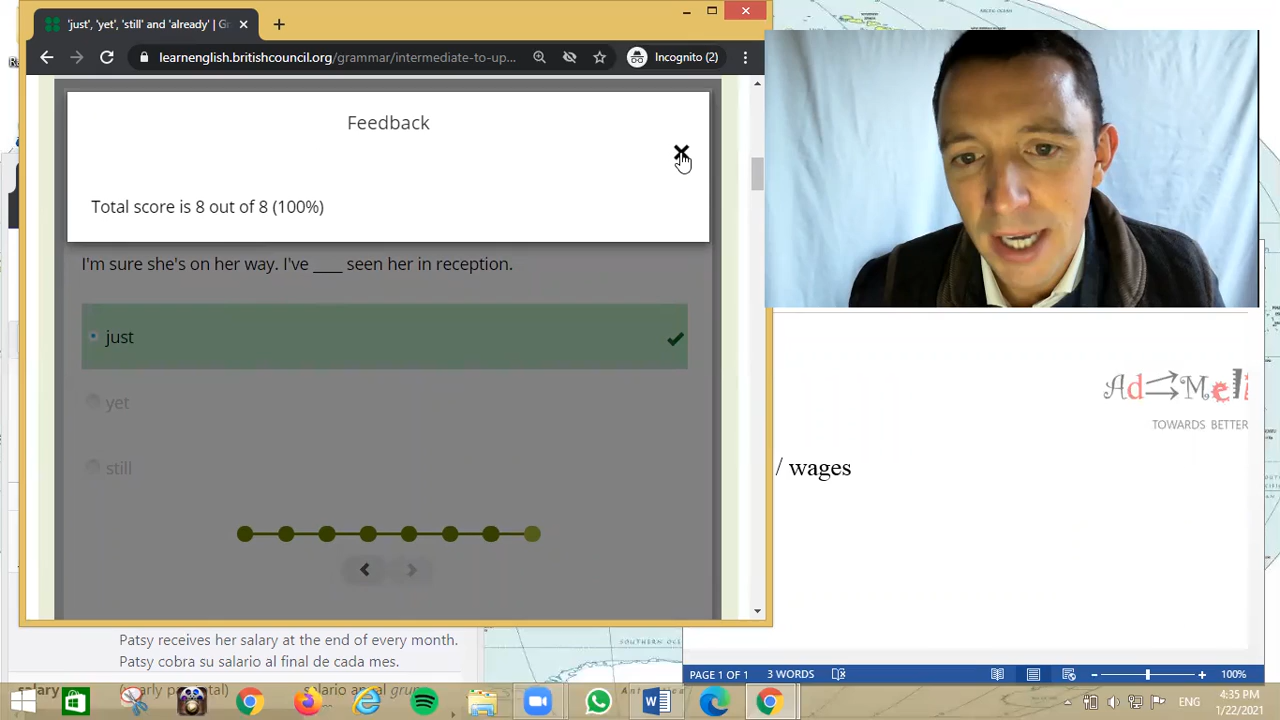 'just', 'yet', 'still' and 'already' | Gr
learnenglish.britishcouncil.org/grammar/intermediate-to-up...
Incognito (2)
Feedback
Total score is 8 out of 8 (100%)
I'm sure she's on her way. I've ____ seen her in reception.
just
yet
still
TOWARDS BETTER
/ wages
Patsy receives her salary at the end of every month.
Patsy cobra su salario al final de cada mes.
PAGE 1 OF 1
3 WORDS
100%
salary
ENG
4:35 PM
1/22/2021